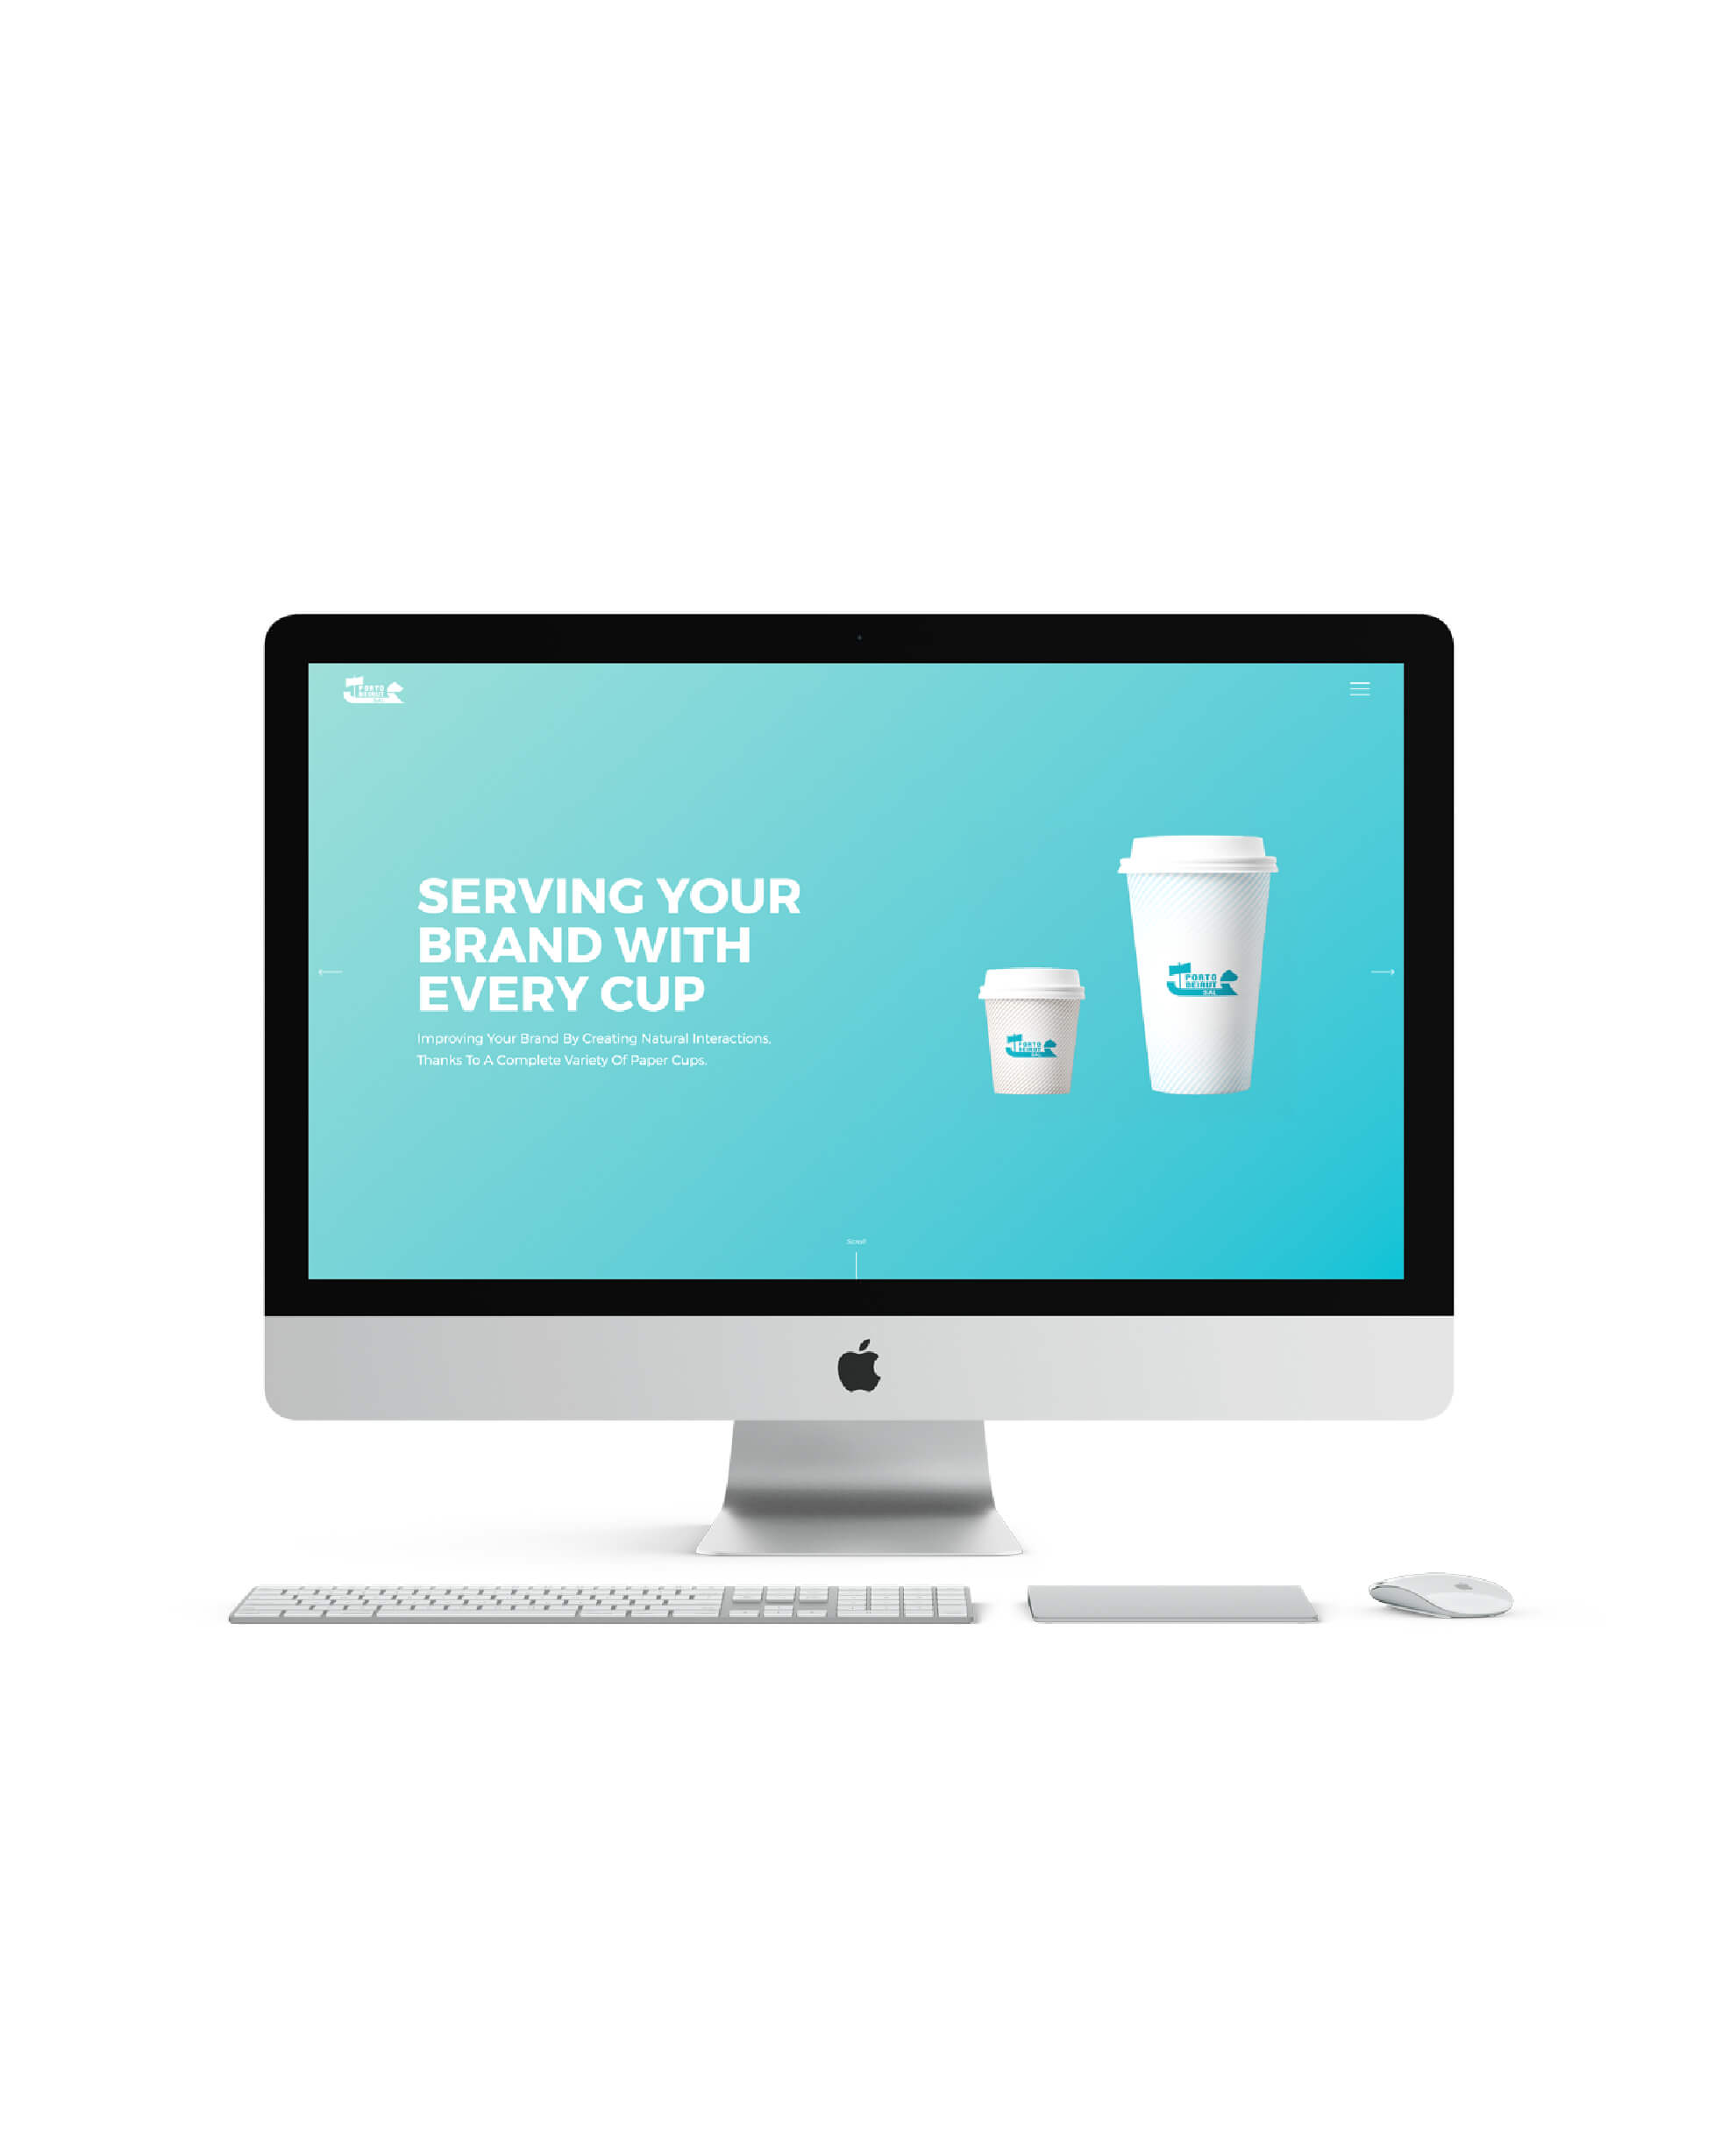 PORTO
BEIRUT
SAL
SERVING YOUR
BRAND WITH
EVERY CUP
Improving Your Brand By Creating Natural Interactions,
Thanks To A Complete Variety Of Paper Cups.
PORTO
BEIRUT
SAL
PORTO
BEIRUT
SAL
Scroll